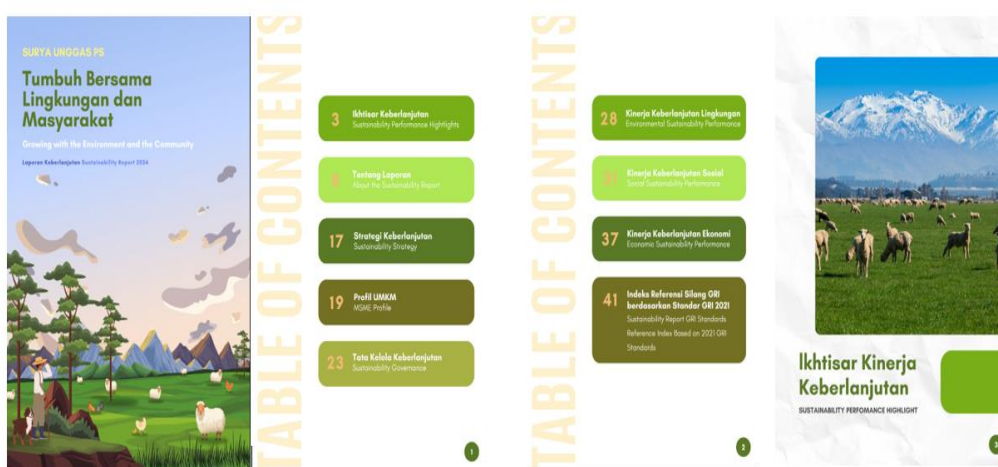 SURYA UNGGAS PS
Tumbuh Bersama
Lingkungan dan
Masyarakat
Growing with the Environment and the Community
Laporan Keberlanjutan Sustainability Report 2024
TABLE OF CONTENTS
3
Ikhtisar Keberlanjutan
Sustainability Performance Hightlights
Tentang Laporan
About the Sustainability Report
17
Strategi Keberlanjutan
Sustainability Strategy
19
Profil UMKM
MSME Profile
23
Tata Kelola Keberlanjutan
Sustainability Governance
1
TABLE OF CONTENTS
28
Kinerja Keberlanjutan Lingkungan
Environmental Sustainability Performance
Kinerja Keberlanjutan Sosial
Social Sustainability Performance
37
Kinerja Keberlanjutan Ekonomi
Economic Sustainability Performance
41
Indeks Referensi Silang GRI
berdasarkan Standar GRI 2021
Sustainability Report GRI Standards
Reference Index Based on 2021 GRI
Standards
2
Ikhtisar Kinerja
Keberlanjutan
SUSTAINABILITY PERFOMANCE HIGHLIGHT
3